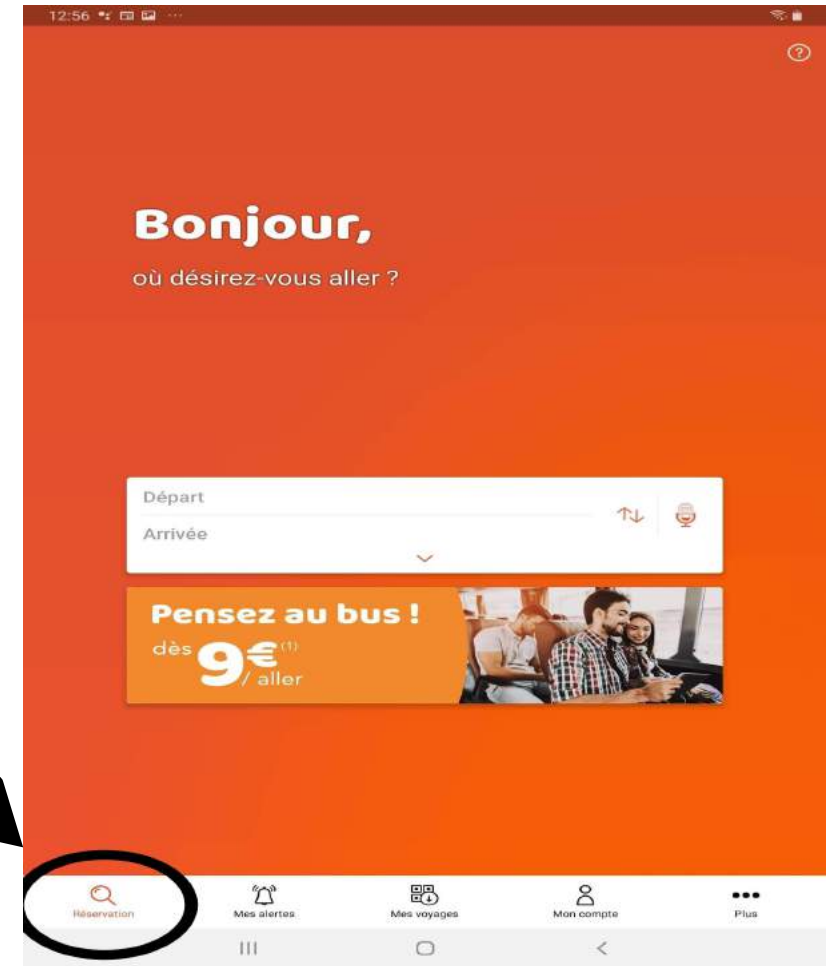 12:56
Bonjour,
où désirez-vous aller ?
Départ
Arrivée
Pensez au bus !
dès 9€(1)
/ aller
Réservation
Mes alertes
Mes voyages
Mon compte
Plus